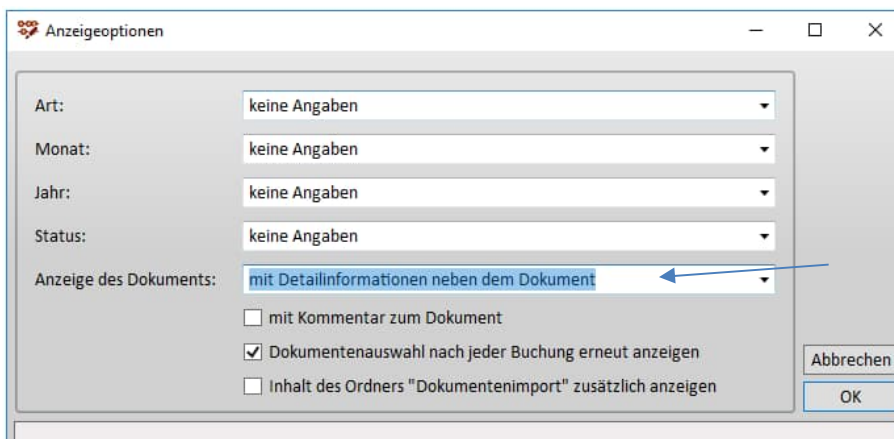 Anzeigeoptionen
Art: keine Angaben
Monat: keine Angaben
Jahr: keine Angaben
Status: keine Angaben
Anzeige des Dokuments: mit Detailinformationen neben dem Dokument
mit Kommentar zum Dokument
Dokumentenauswahl nach jeder Buchung erneut anzeigen
Inhalt des Ordners "Dokumentenimport" zusätzlich anzeigen
Abbrechen
OK